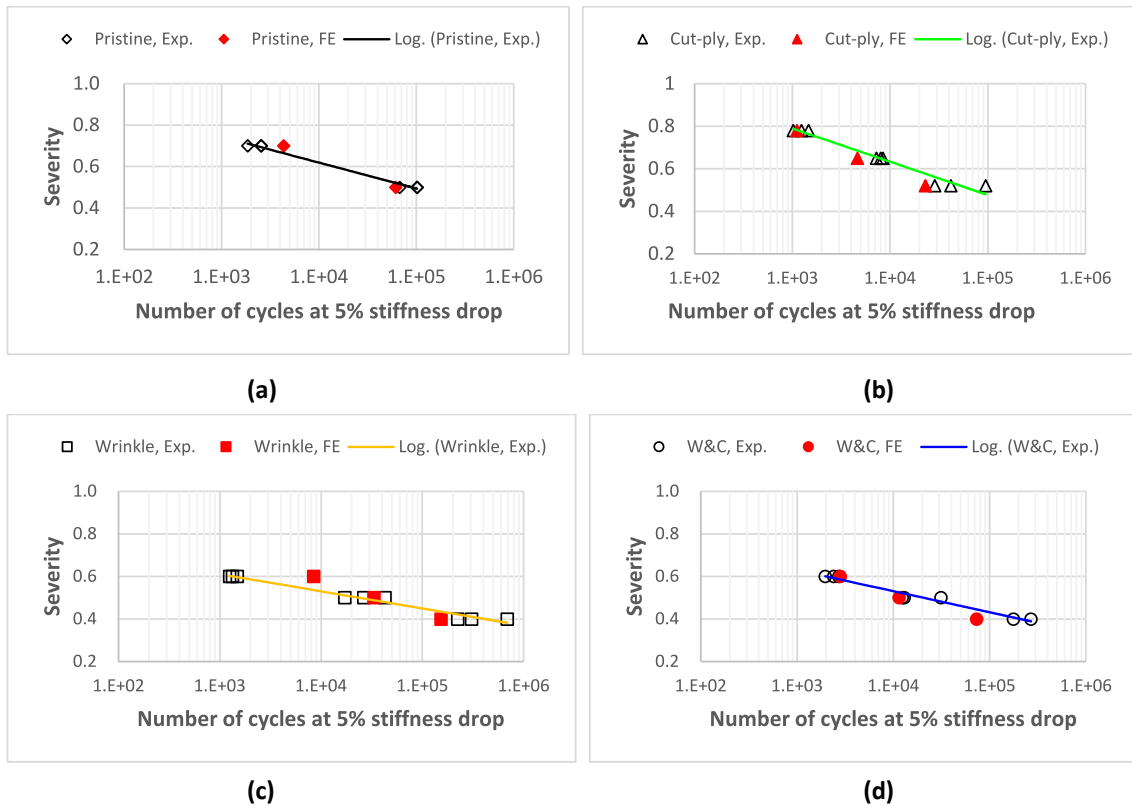 Pristine, Exp. Pristine, FE Log. (Pristine, Exp.)
1.0
0.8
0.6
0.4
0.2
Severity
1.E+02 1.E+03 1.E+04 1.E+05 1.E+06
Number of cycles at 5% stiffness drop
(a)
Cut-ply, Exp. Cut-ply, FE Log. (Cut-ply, Exp.)
1
0.8
0.6
0.4
0.2
Severity
1.E+02 1.E+03 1.E+04 1.E+05 1.E+06
Number of cycles at 5% stiffness drop
(b)
Wrinkle, Exp. Wrinkle, FE Log. (Wrinkle, Exp.)
1.0
0.8
0.6
0.4
0.2
Severity
1.E+02 1.E+03 1.E+04 1.E+05 1.E+06
Number of cycles at 5% stiffness drop
(c)
W&C, Exp. W&C, FE Log. (W&C, Exp.)
1.0
0.8
0.6
0.4
0.2
Severity
1.E+02 1.E+03 1.E+04 1.E+05 1.E+06
Number of cycles at 5% stiffness drop
(d)